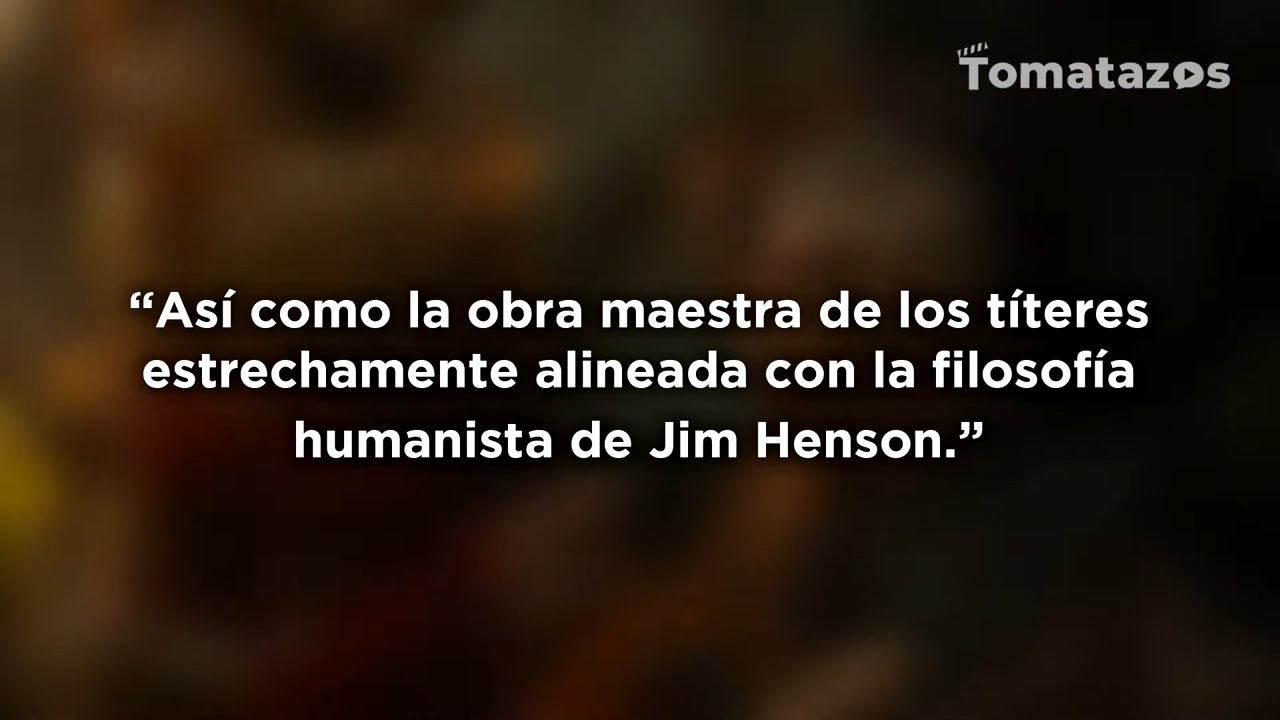 Tomatazos
“Así como la obra maestra de los títeres
estrechamente alineada con la filosofía
humanista de Jim Henson.”